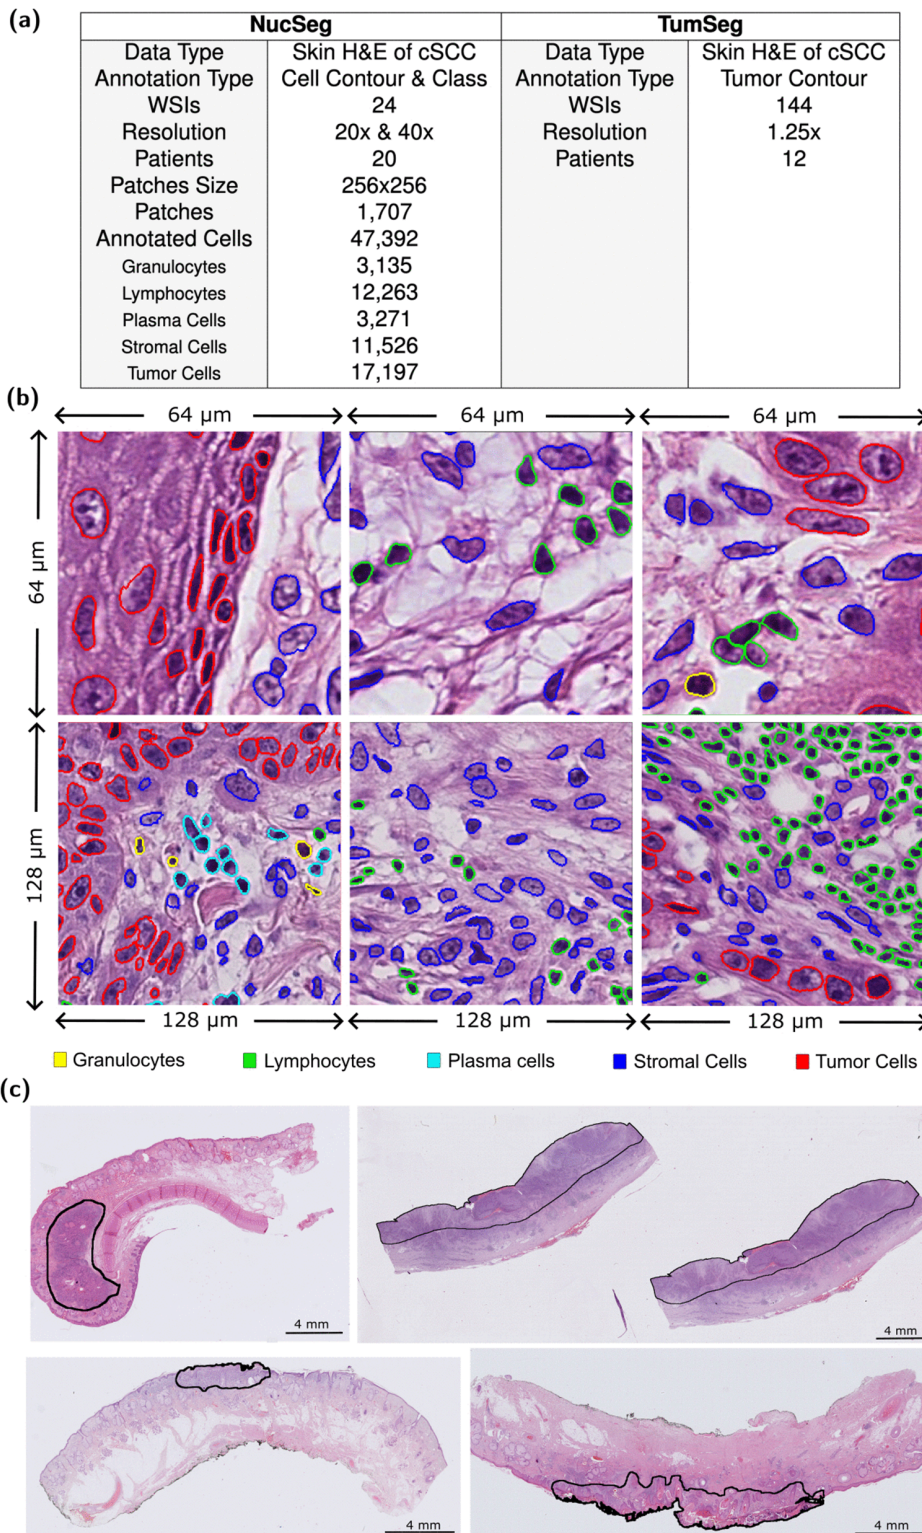 (a)
NucSeg TumSeg
Data Type Skin H&E of cSCC Data Type Skin H&E of cSCC
Annotation Type Cell Contour & Class Annotation Type Tumor Contour
WSIs 24 WSIs 144
Resolution 20x & 40x Resolution 1.25x
Patients 20 Patients 12
Patches Size 256x256
Patches 1,707
Annotated Cells 47,392
Granulocytes 3,135
Lymphocytes 12,263
Plasma Cells 3,271
Stromal Cells 11,526
Tumor Cells 17,197
(b)
64 µm 64 µm 64 µm
64 µm
128 µm
128 µm 128 µm 128 µm
Granulocytes Lymphocytes Plasma cells Stromal Cells Tumor Cells
(c)
4 mm 4 mm
4 mm 4 mm